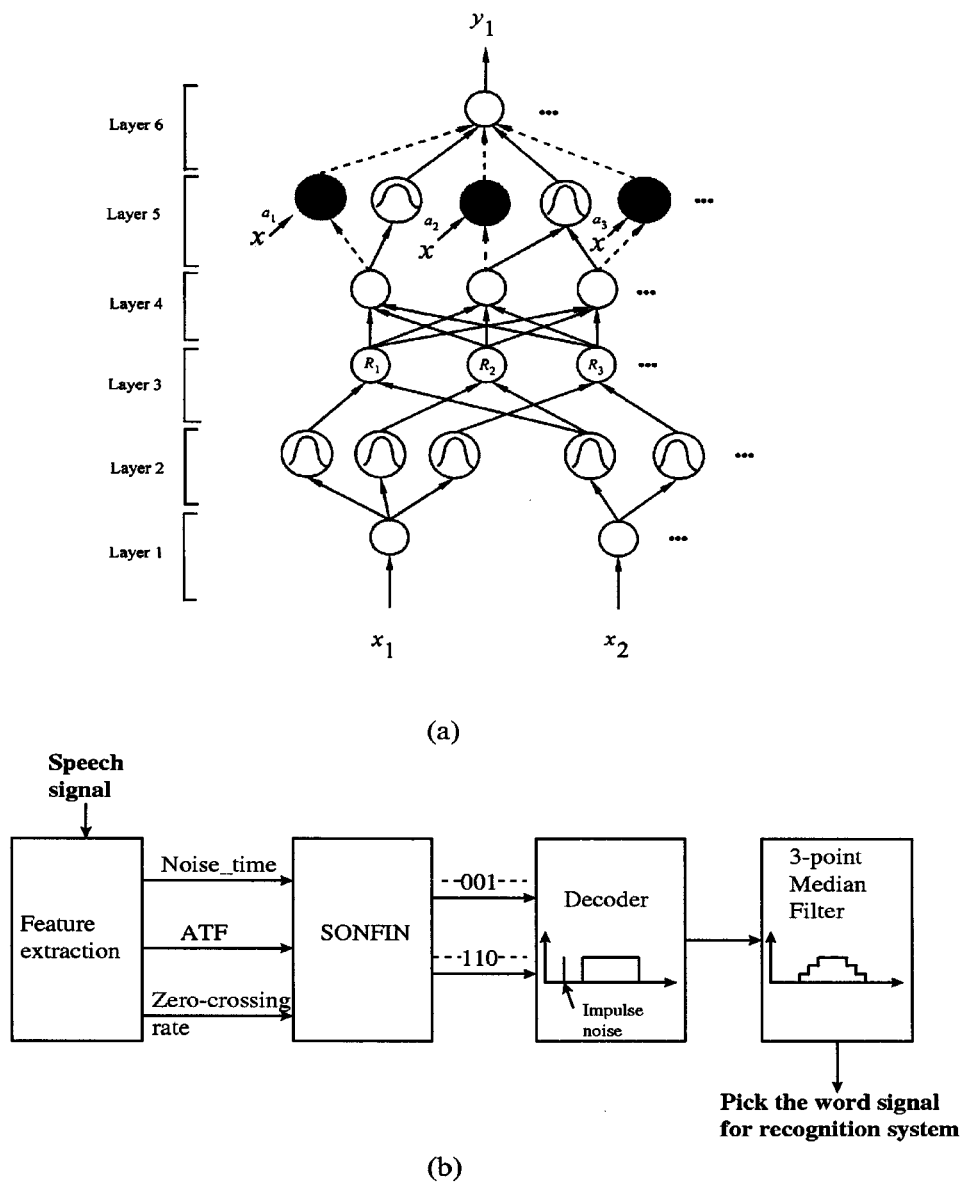 y1
Layer 6
...
Layer 5
a1
x
a2
x
a3
x
...
Layer 4
...
Layer 3
R1
R2
R3
...
Layer 2
...
Layer 1
...
x1
x2
(a)
Speech
signal
Feature
extraction
Noise_time
ATF
Zero-crossing
rate
SONFIN
001
110
Decoder
Impulse
noise
3-point
Median
Filter
Pick the word signal
for recognition system
(b)